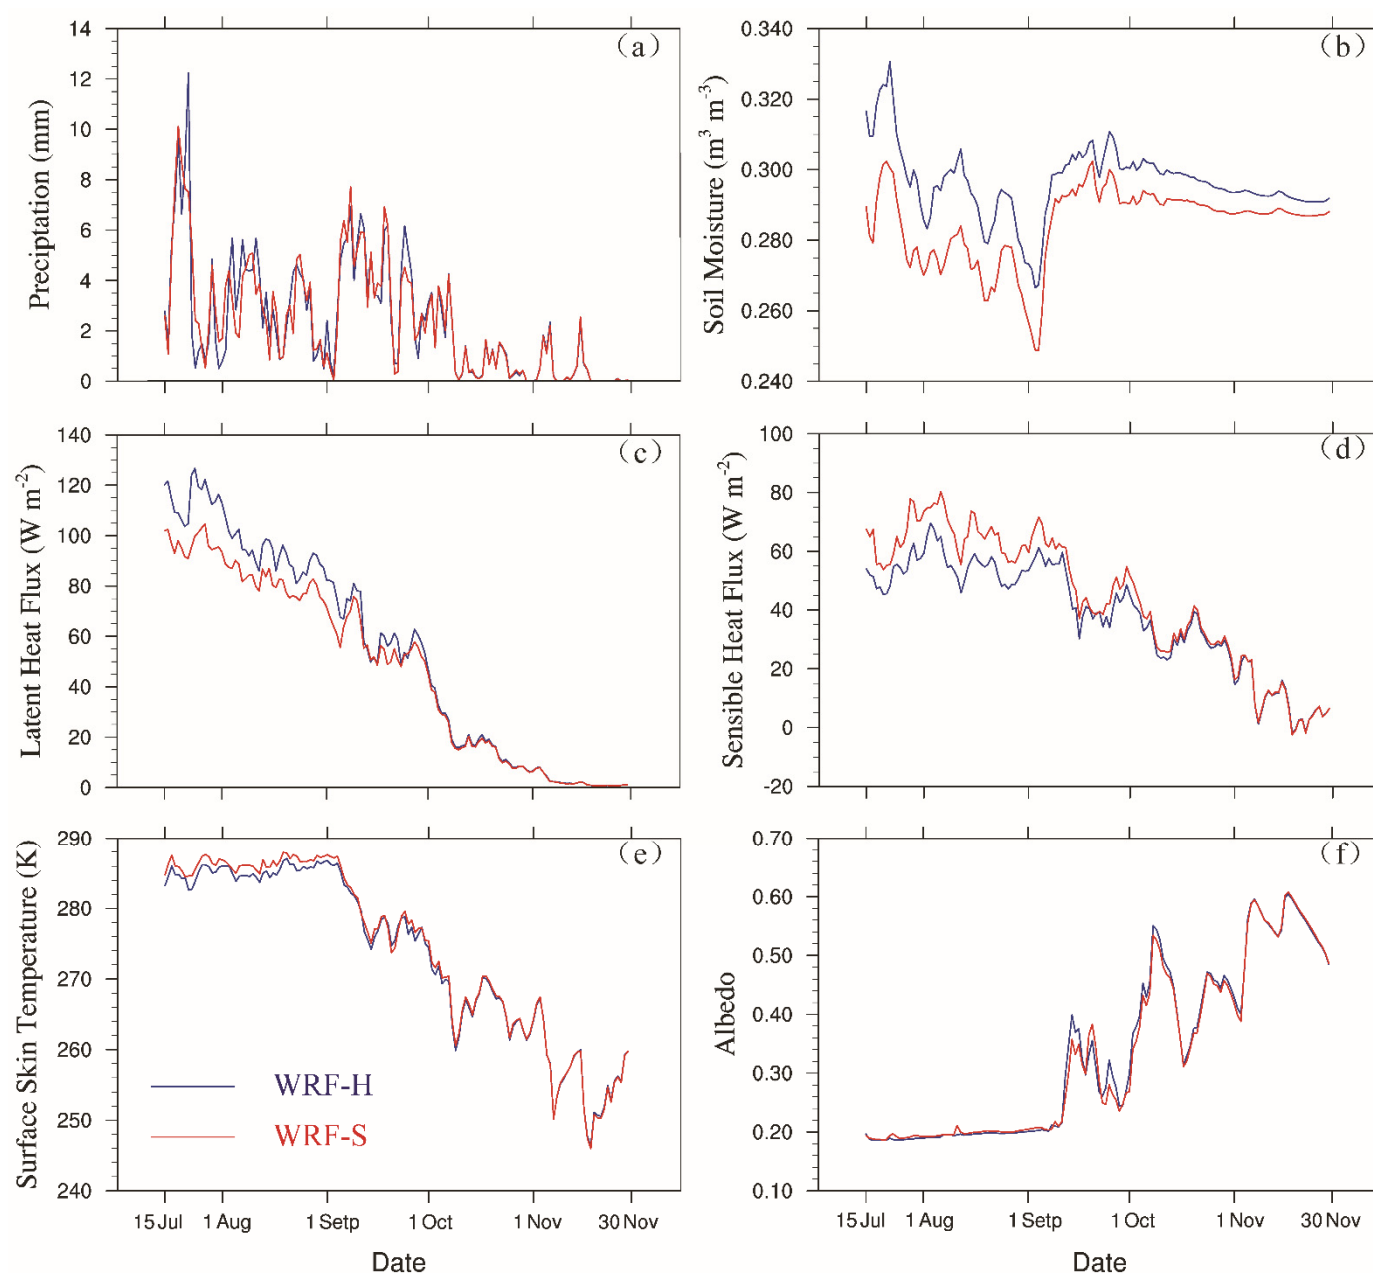 (a)
Preciptation (mm)
14
12
10
8
6
4
2
0
(b)
Soil Moisture (m³ m⁻³)
0.340
0.320
0.300
0.280
0.260
0.240
(c)
Latent Heat Flux (W m⁻²)
140
120
100
80
60
40
20
0
(d)
Sensible Heat Flux (W m⁻²)
100
80
60
40
20
0
-20
(e)
Surface Skin Temperature (K)
290
280
270
260
250
240
WRF-H
WRF-S
15 Jul 1 Aug 1 Setp 1 Oct 1 Nov 30 Nov
Date
(f)
Albedo
0.70
0.60
0.50
0.40
0.30
0.20
0.10
15 Jul 1 Aug 1 Setp 1 Oct 1 Nov 30 Nov
Date